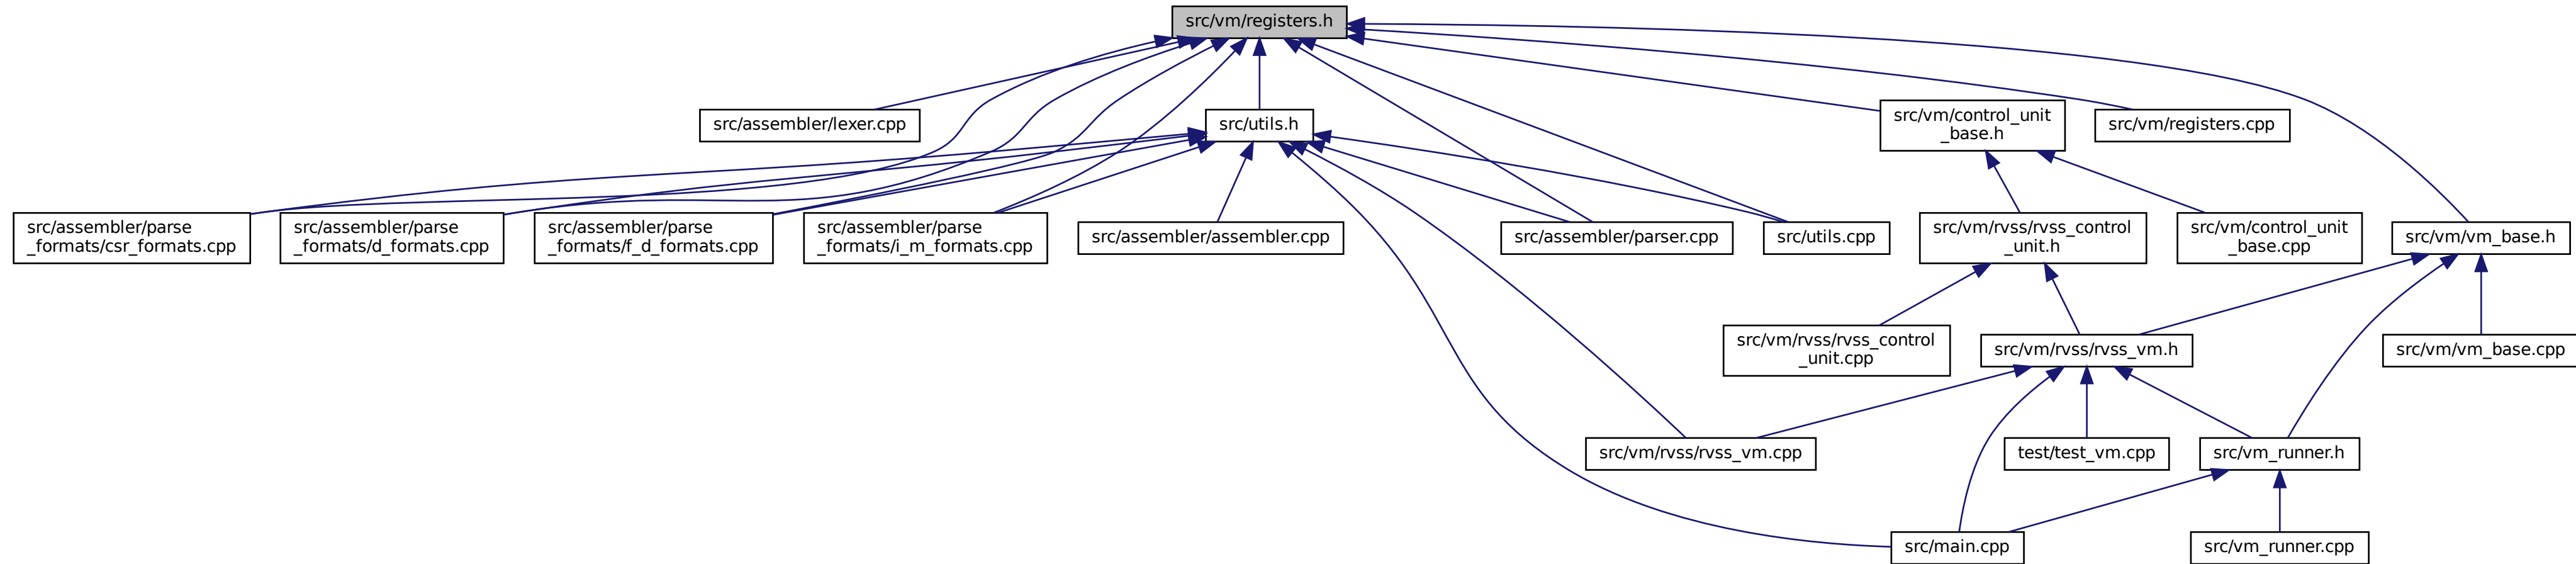 src/vm/registers.h
src/assembler/lexer.cpp
src/utils.h
src/vm/control_unit
_base.h
src/vm/registers.cpp
src/assembler/parse
_formats/csr_formats.cpp
src/assembler/parse
_formats/d_formats.cpp
src/assembler/parse
_formats/f_d_formats.cpp
src/assembler/parse
_formats/i_m_formats.cpp
src/assembler/assembler.cpp
src/assembler/parser.cpp
src/utils.cpp
src/vm/rvss/rvss_control
_unit.h
src/vm/control_unit
_base.cpp
src/vm/vm_base.h
src/vm/rvss/rvss_control
_unit.cpp
src/vm/rvss/rvss_vm.h
src/vm/vm_base.cpp
src/vm/rvss/rvss_vm.cpp
test/test_vm.cpp
src/vm_runner.h
src/main.cpp
src/vm_runner.cpp